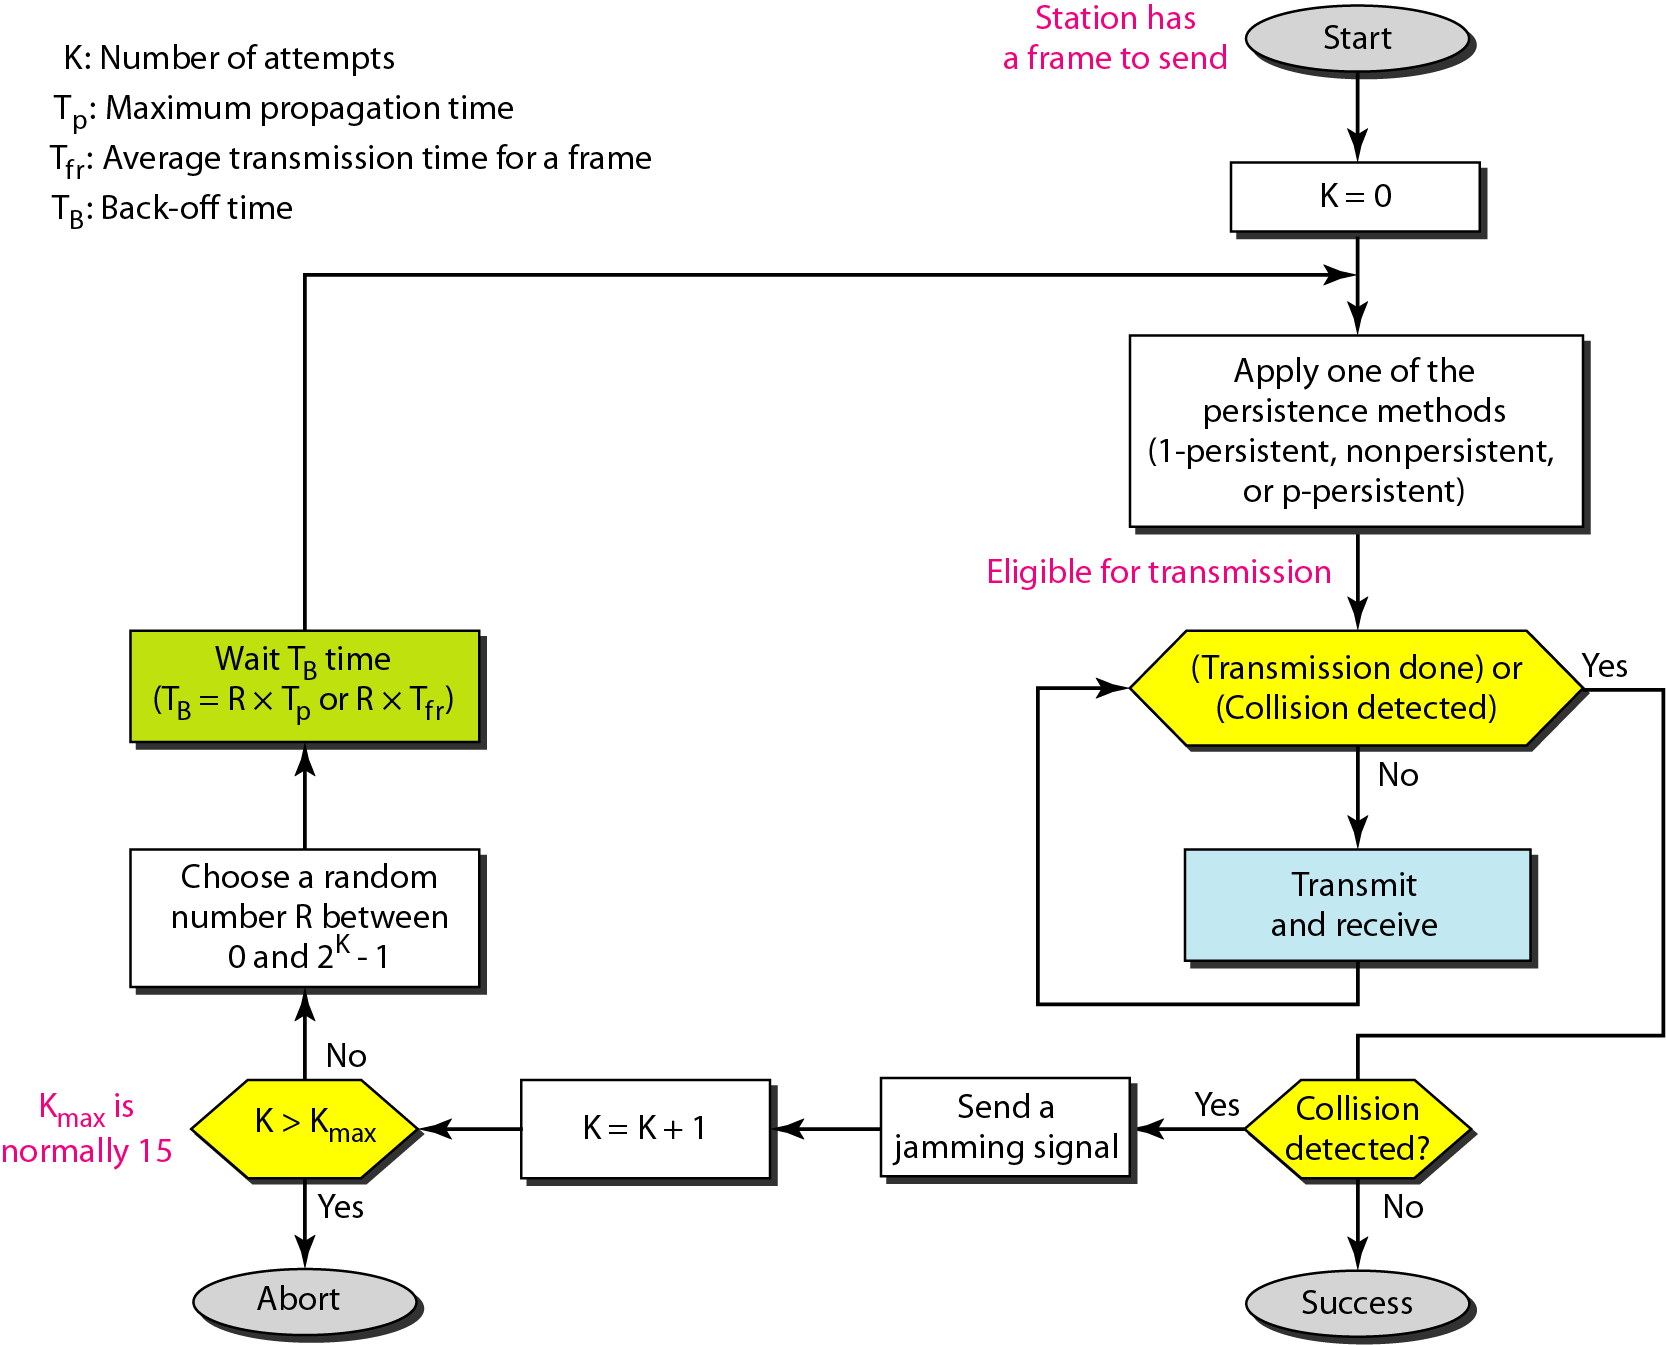 K: Number of attempts
Tp: Maximum propagation time
Tfr: Average transmission time for a frame
TB: Back-off time
Station has
a frame to send
Start
K = 0
Apply one of the
persistence methods
(1-persistent, nonpersistent,
or p-persistent)
Eligible for transmission
(Transmission done) or
(Collision detected)
Yes
No
Transmit
and receive
Collision
detected?
Yes
No
Success
Send a
jamming signal
K = K + 1
K > Kmax
Kmax is
normally 15
Yes
Abort
No
Choose a random
number R between
0 and 2^K - 1
Wait TB time
(TB = R × Tp or R × Tfr)